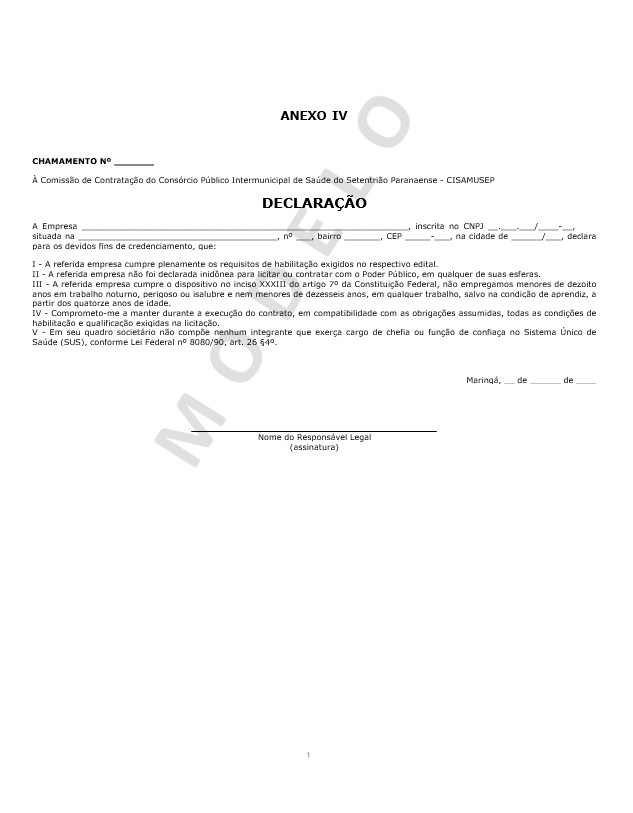 ANEXO IV
CHAMAMENTO Nº ________
À Comissão de Contratação do Consórcio Público Intermunicipal de Saúde do Setentrião Paranaense - CISAMUSEP
DECLARAÇÃO
A Empresa ______________________________________________________________, inscrita no CNPJ __.___.___/____-__,
situada na ______________________________________, nº ___, bairro _______, CEP _____-___, na cidade de ______/___, declara
para os devidos fins de credenciamento, que:
I - A referida empresa cumpre plenamente os requisitos de habilitação exigidos no respectivo edital.
II - A referida empresa não foi declarada inidônea para licitar ou contratar com o Poder Público, em qualquer de suas esferas.
III - A referida empresa cumpre o dispositivo no inciso XXXIII do artigo 7º da Constituição Federal, não empregamos menores de dezoito
anos em trabalho noturno, perigoso ou isalubre e nem menores de dezesseis anos, em qualquer trabalho, salvo na condição de aprendiz, a
partir dos quatorze anos de idade.
IV - Comprometo-me a manter durante a execução do contrato, em compatibilidade com as obrigações assumidas, todas as condições de
habilitação e qualificação exigidas na licitação.
V - Em seu quadro societário não compõe nenhum integrante que exerça cargo de chefia ou função de confiança no Sistema Único de
Saúde (SUS), conforme Lei Federal nº 8080/90, art. 26 §4º.
Maringá, __ de ______ de ____
Nome do Responsável Legal
(assinatura)
MODELO
1